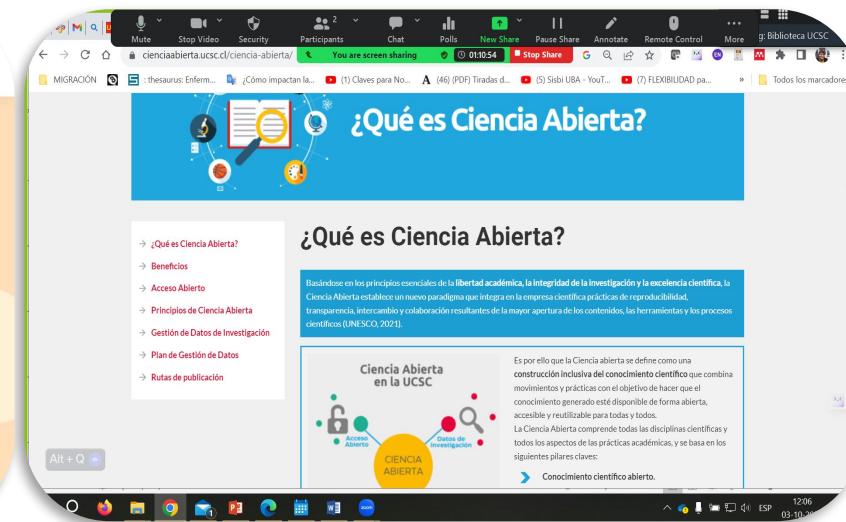 2
Mute Stop Video Security Participants Chat Polls New Share Pause Share Annotate Remote Control More
g: Biblioteca UCSC
cienciaabierta.ucsc.cl/ciencia-abierta/
You are screen sharing 01:10:54 Stop Share
MIGRACIÓN
: thesaurus: Enferm...
¿Cómo impactan la...
(1) Claves para No...
(46) (PDF) Tiradas d...
(5) Sisbi UBA - YouT...
(7) FLEXIBILIDAD pa...
»
Todos los marcadores
¿Qué es Ciencia Abierta?
→ ¿Qué es Ciencia Abierta?
→ Beneficios
→ Acceso Abierto
→ Principios de Ciencia Abierta
→ Gestión de Datos de Investigación
→ Plan de Gestión de Datos
→ Rutas de publicación
¿Qué es Ciencia Abierta?
Basándose en los principios esenciales de la libertad académica, la integridad de la investigación y la excelencia científica, la
Ciencia Abierta establece un nuevo paradigma que integra en la empresa científica prácticas de reproducibilidad,
transparencia, intercambio y colaboración resultantes de la mayor apertura de los contenidos, las herramientas y los procesos
científicos (UNESCO, 2021).
Ciencia Abierta
en la UCSC
Acceso
Abierto
Datos de
Investigación
CIENCIA
ABIERTA
Es por ello que la Ciencia abierta se define como una
construcción inclusiva del conocimiento científico que combina
movimientos y prácticas con el objetivo de hacer que el
conocimiento generado esté disponible de forma abierta,
accesible y reutilizable para todas y todos.
La Ciencia Abierta comprende todas las disciplinas científicas y
todos los aspectos de las prácticas académicas, y se basa en los
siguientes pilares claves:
Conocimiento científico abierto.
Alt + Q
ESP
12:06
03-10-20